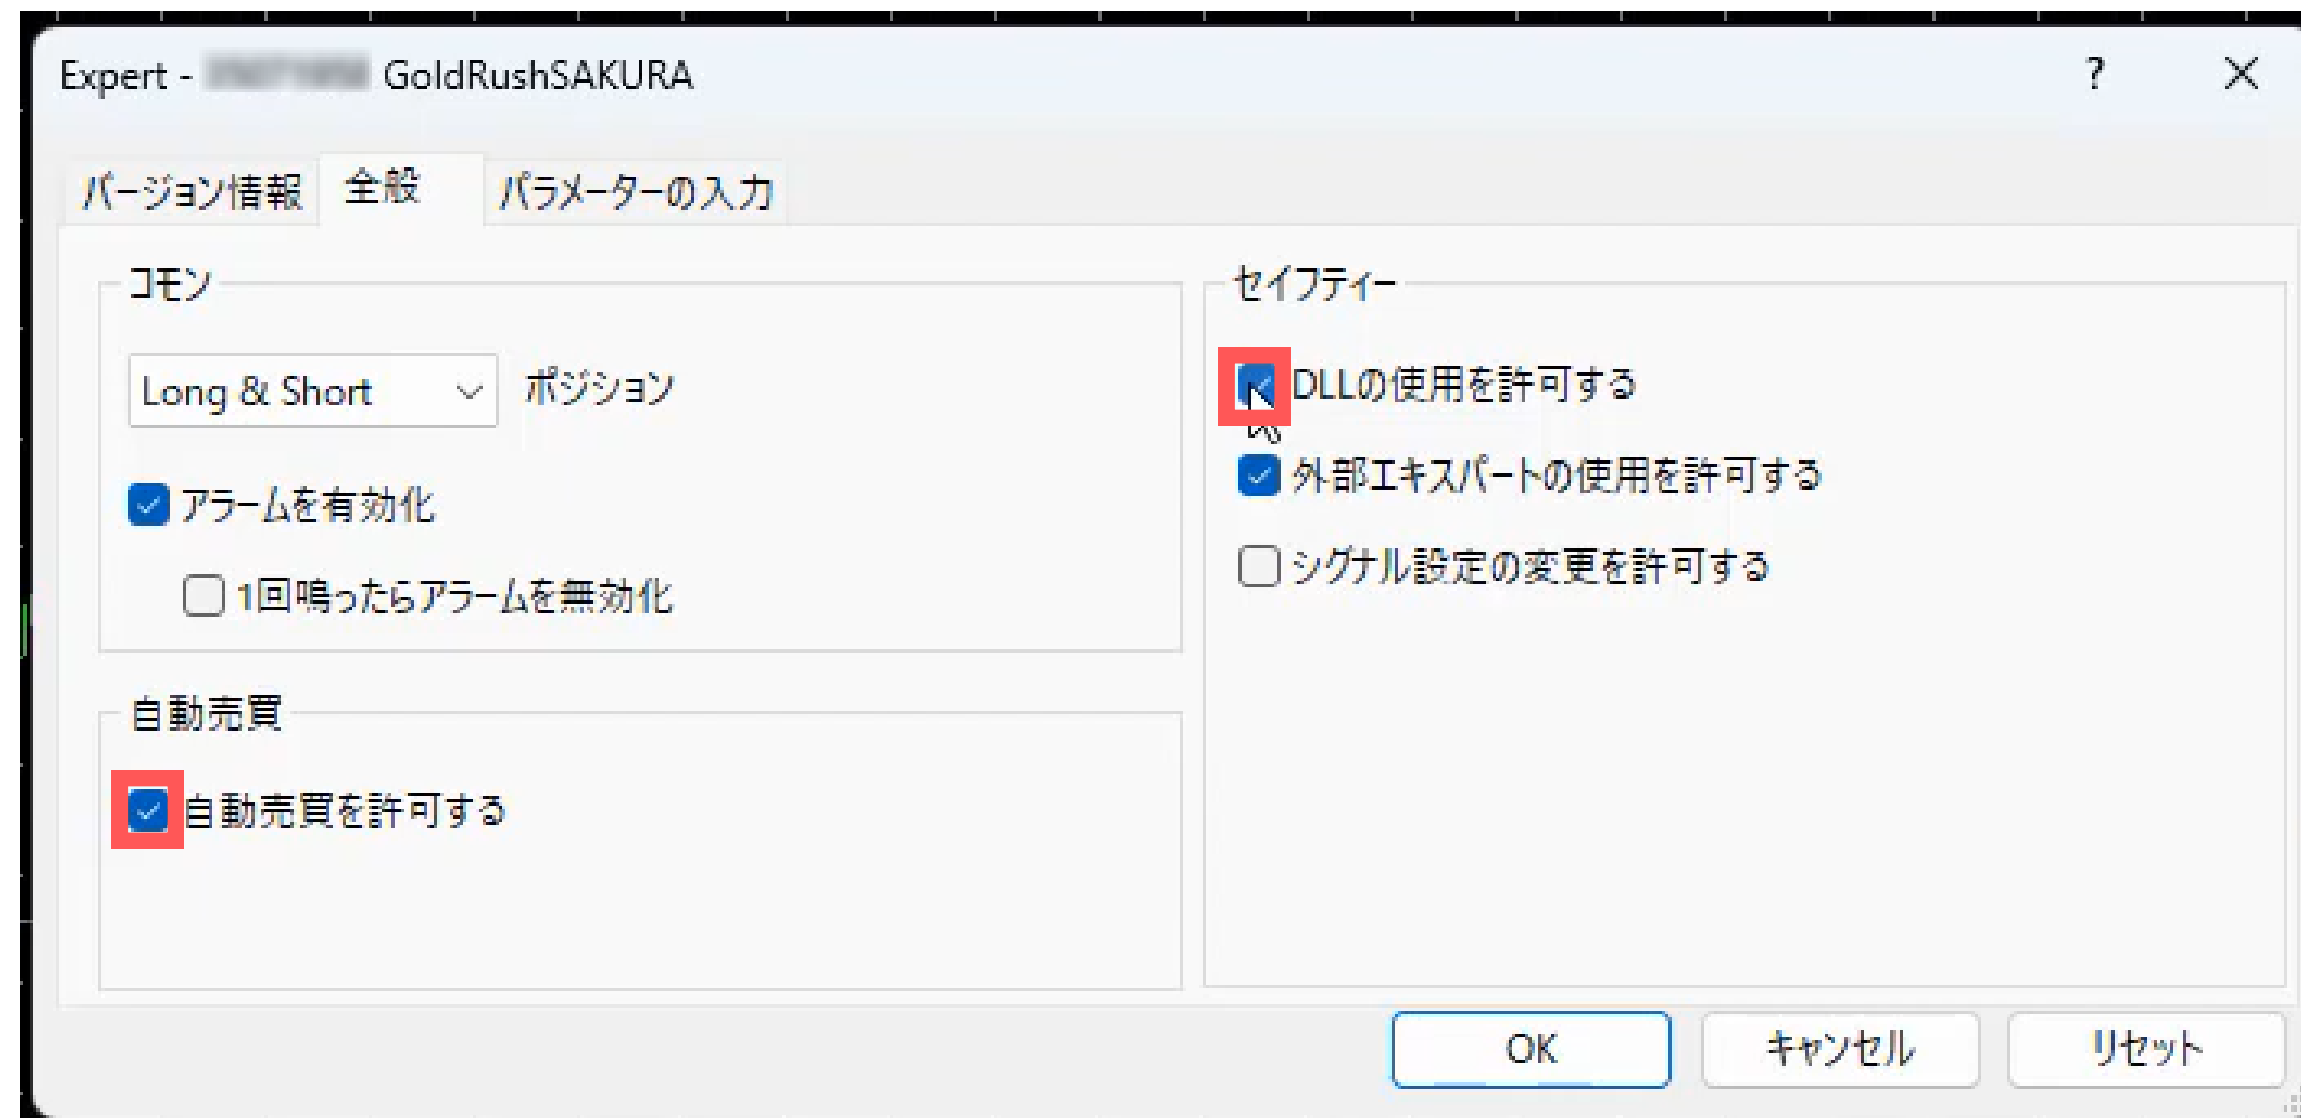 Expert - GoldRushSAKURA
?
バージョン情報 全般 パラメーターの入力
コモン
Long & Short ポジション
アラームを有効化
1回鳴ったらアラームを無効化
自動売買
自動売買を許可する
セイフティー
DLLの使用を許可する
外部エキスパートの使用を許可する
シグナル設定の変更を許可する
OK キャンセル リセット